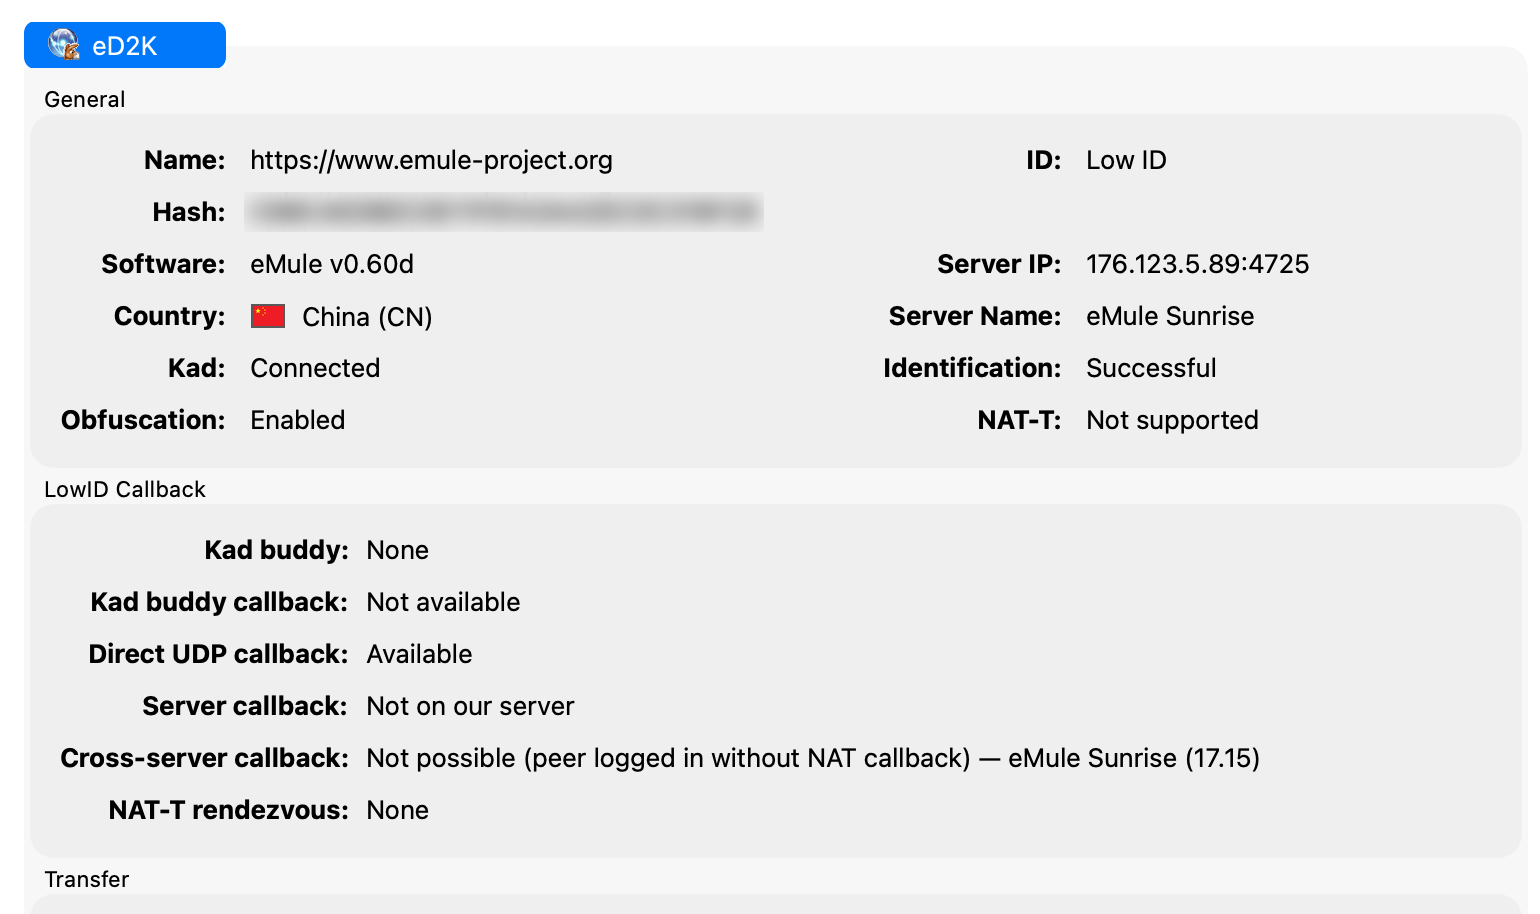 eD2K
General
Name: https://www.emule-project.org ID: Low ID
Hash:
Software: eMule v0.60d Server IP: 176.123.5.89:4725
Country: China (CN) Server Name: eMule Sunrise
Kad: Connected Identification: Successful
Obfuscation: Enabled NAT-T: Not supported
LowID Callback
Kad buddy: None
Kad buddy callback: Not available
Direct UDP callback: Available
Server callback: Not on our server
Cross-server callback: Not possible (peer logged in without NAT callback) — eMule Sunrise (17.15)
NAT-T rendezvous: None
Transfer